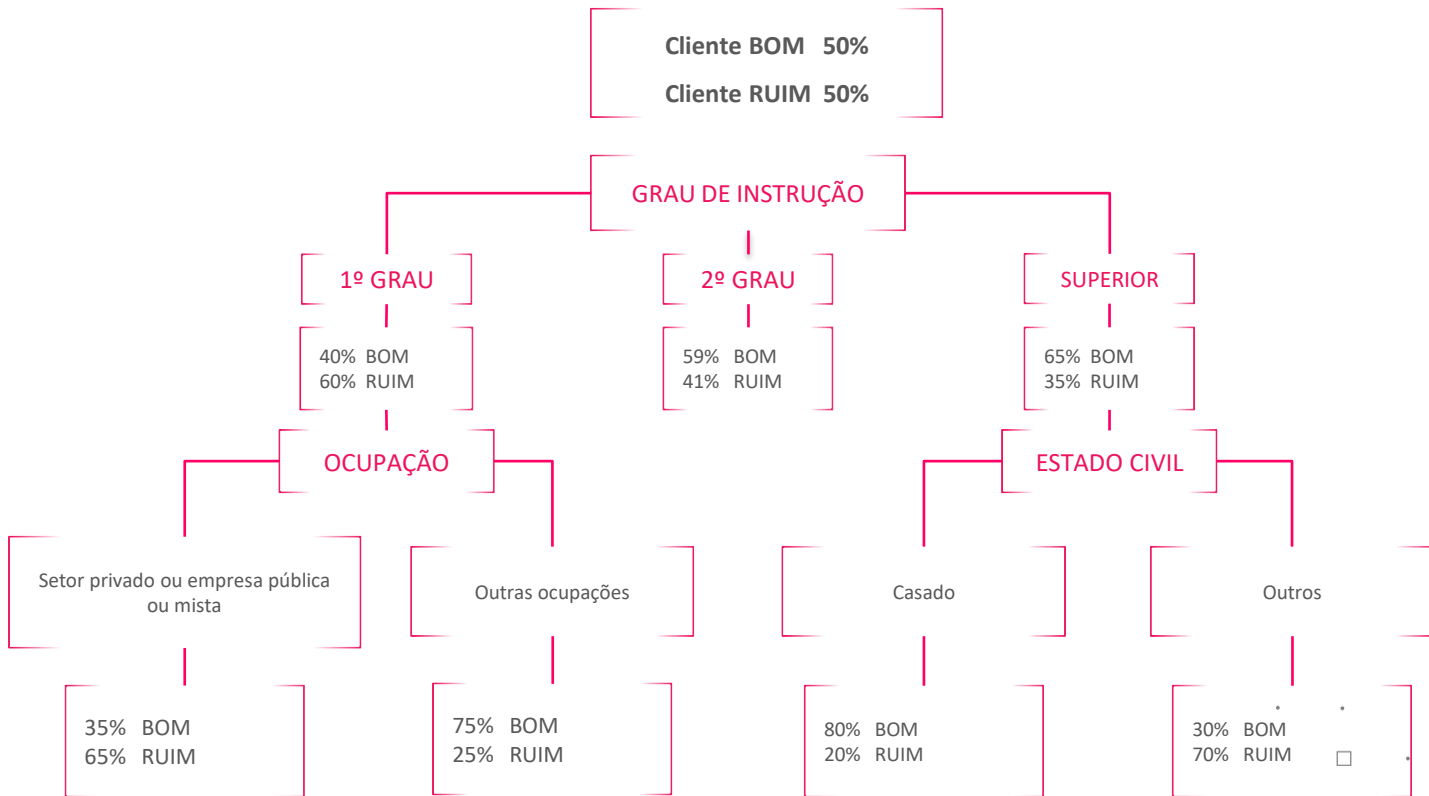 Cliente BOM 50%
Cliente RUIM 50%
GRAU DE INSTRUÇÃO
1º GRAU
2º GRAU
SUPERIOR
40% BOM
60% RUIM
59% BOM
41% RUIM
65% BOM
35% RUIM
OCUPAÇÃO
ESTADO CIVIL
Setor privado ou empresa pública
ou mista
Outras ocupações
Casado
Outros
35% BOM
65% RUIM
75% BOM
25% RUIM
80% BOM
20% RUIM
30% BOM
70% RUIM